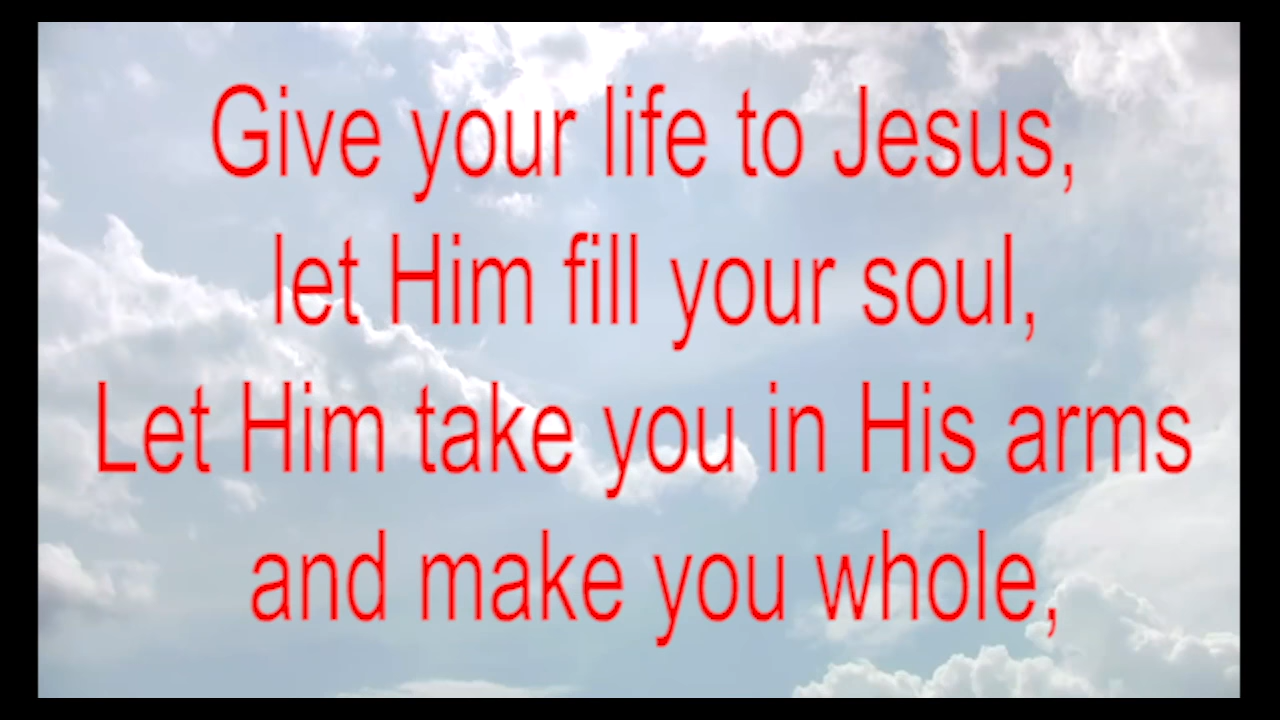 Give your life to Jesus,
let Him fill your soul,
Let Him take you in His arms
and make you whole,